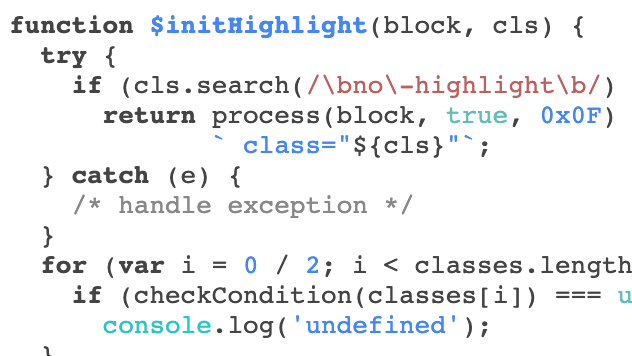 function $initHighlight(block, cls) {
  try {
    if (cls.search(/\bno\-highlight\b/)
      return process(block, true, 0x0F)
             ` class="${cls}"`;
  } catch (e) {
    /* handle exception */
  }
  for (var i = 0 / 2; i < classes.length
    if (checkCondition(classes[i]) === u
      console.log('undefined');
  }